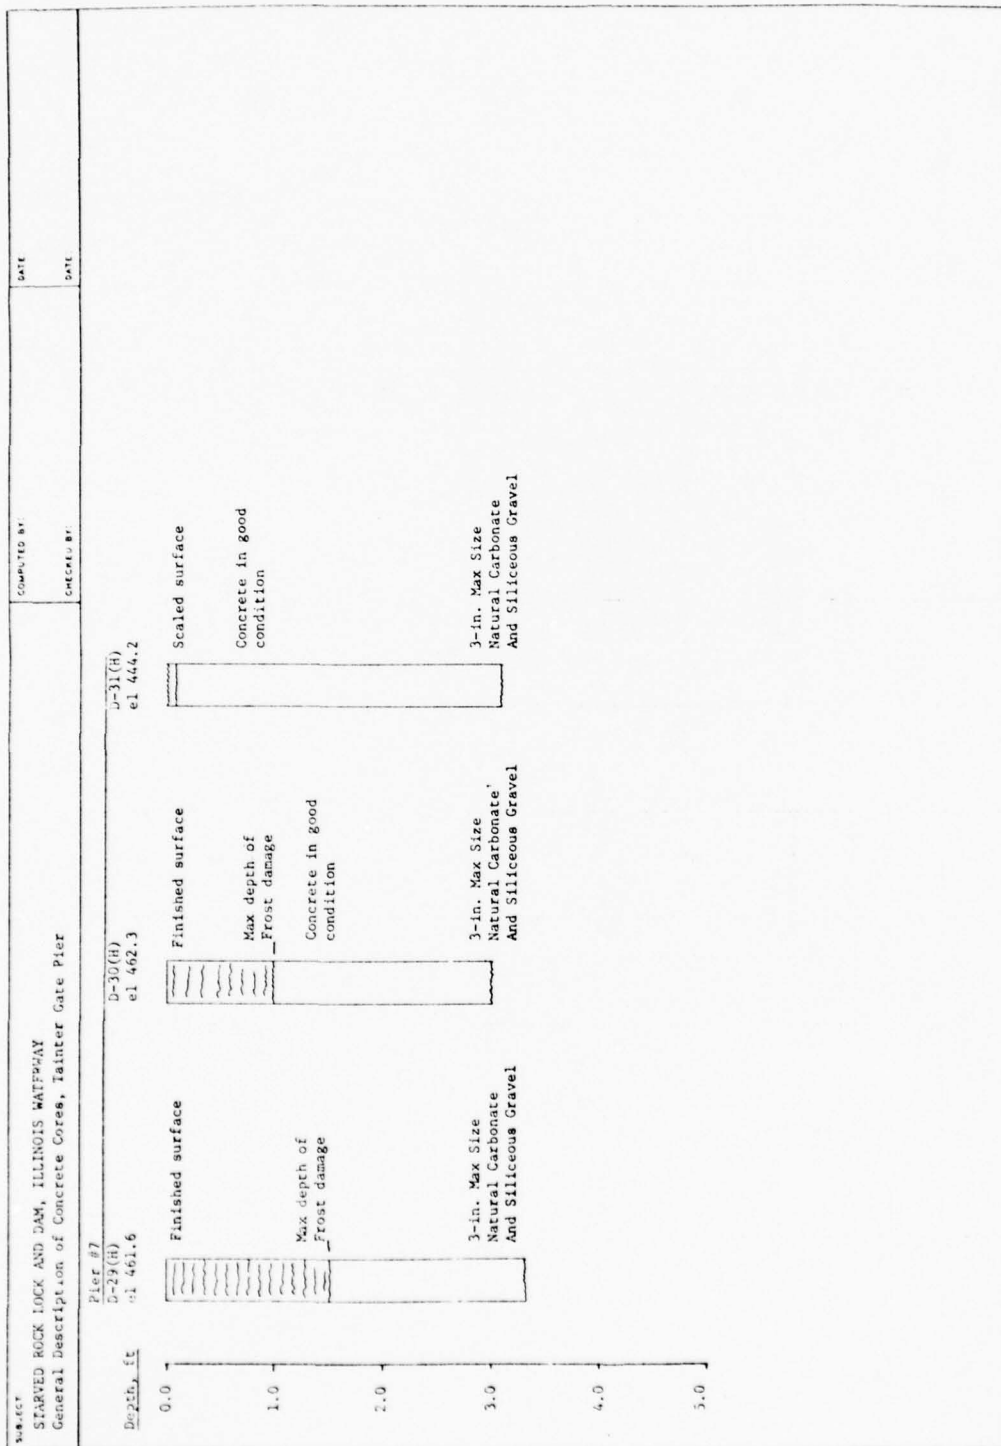 SUBJECT
STARVED ROCK LOCK AND DAM, ILLINOIS WATERWAY
General Description of Concrete Cores, Tainter Gate Pier
COMPUTED BY:
DATE
CHECKED BY:
DATE
Pier #7
D-29(H)
el 461.6
D-30(H)
el 462.3
D-31(H)
el 444.2
Depth, ft
0.0
1.0
2.0
3.0
4.0
5.0
Finished surface
Max depth of
Frost damage
3-in. Max Size
Natural Carbonate
And Siliceous Gravel
Finished surface
Max depth of
Frost damage
Concrete in good
condition
3-in. Max Size
Natural Carbonate
And Siliceous Gravel
Scaled surface
Concrete in good
condition
3-in. Max Size
Natural Carbonate
And Siliceous Gravel